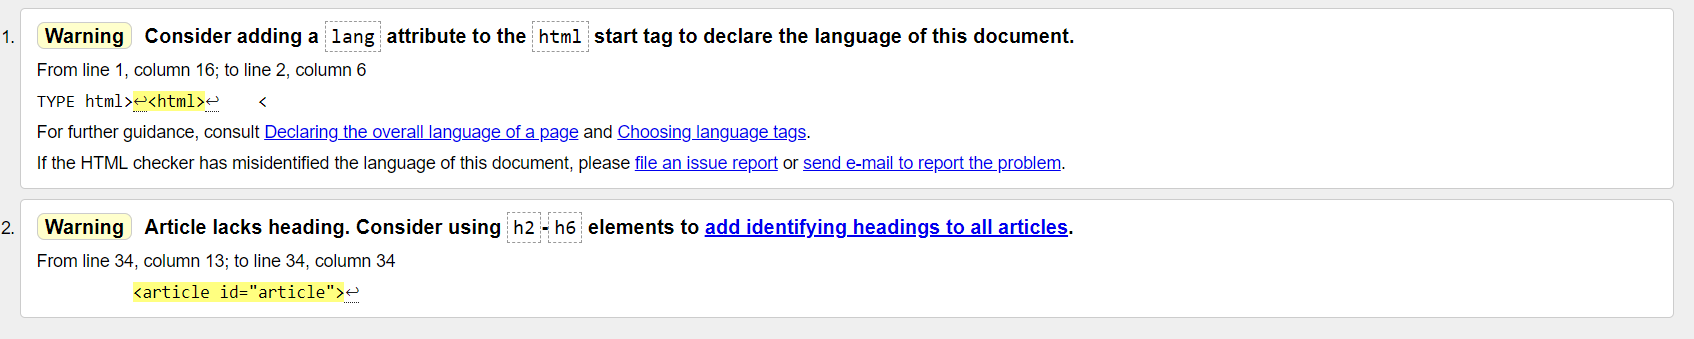 1. Warning Consider adding a lang attribute to the html start tag to declare the language of this document.
From line 1, column 16; to line 2, column 6
TYPE html>↩<html>↩    <
For further guidance, consult Declaring the overall language of a page and Choosing language tags.
If the HTML checker has misidentified the language of this document, please file an issue report or send e-mail to report the problem.
2. Warning Article lacks heading. Consider using h2-h6 elements to add identifying headings to all articles.
From line 34, column 13; to line 34, column 34
<article id="article">↩